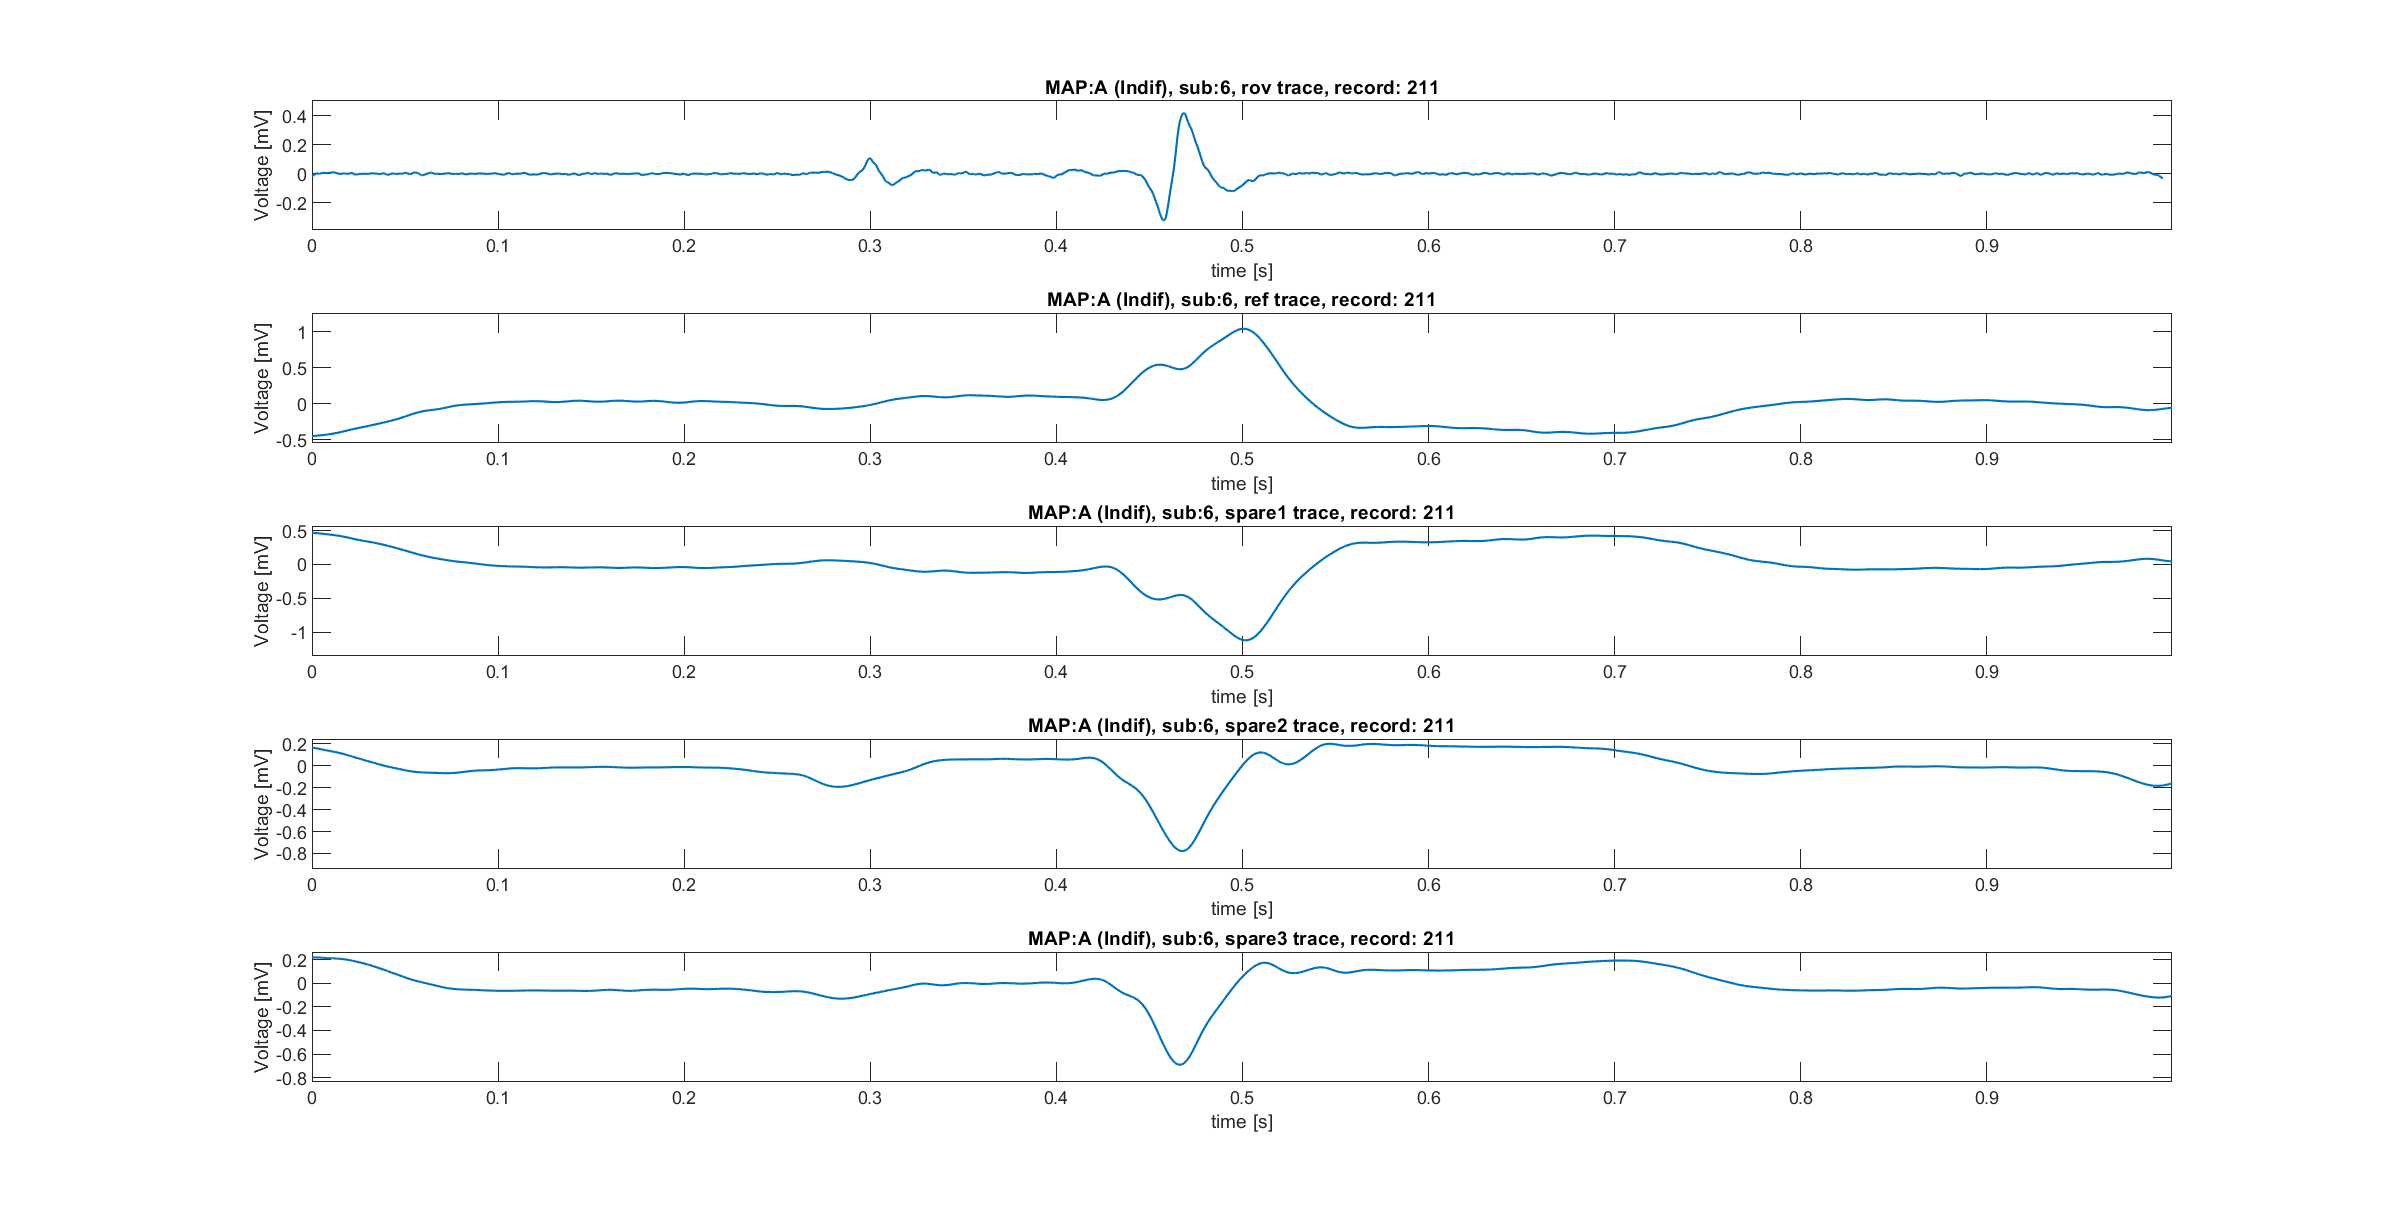 MAP:A (Indif), sub:6, rov trace, record: 211
Voltage [mV]
0.4
0.2
0
-0.2
0 0.1 0.2 0.3 0.4 0.5 0.6 0.7 0.8 0.9
time [s]
MAP:A (Indif), sub:6, ref trace, record: 211
Voltage [mV]
1
0.5
0
-0.5
0 0.1 0.2 0.3 0.4 0.5 0.6 0.7 0.8 0.9
time [s]
MAP:A (Indif), sub:6, spare1 trace, record: 211
Voltage [mV]
0.5
0
-0.5
-1
0 0.1 0.2 0.3 0.4 0.5 0.6 0.7 0.8 0.9
time [s]
MAP:A (Indif), sub:6, spare2 trace, record: 211
Voltage [mV]
0.2
0
-0.2
-0.4
-0.6
-0.8
0 0.1 0.2 0.3 0.4 0.5 0.6 0.7 0.8 0.9
time [s]
MAP:A (Indif), sub:6, spare3 trace, record: 211
Voltage [mV]
0.2
0
-0.2
-0.4
-0.6
-0.8
0 0.1 0.2 0.3 0.4 0.5 0.6 0.7 0.8 0.9
time [s]